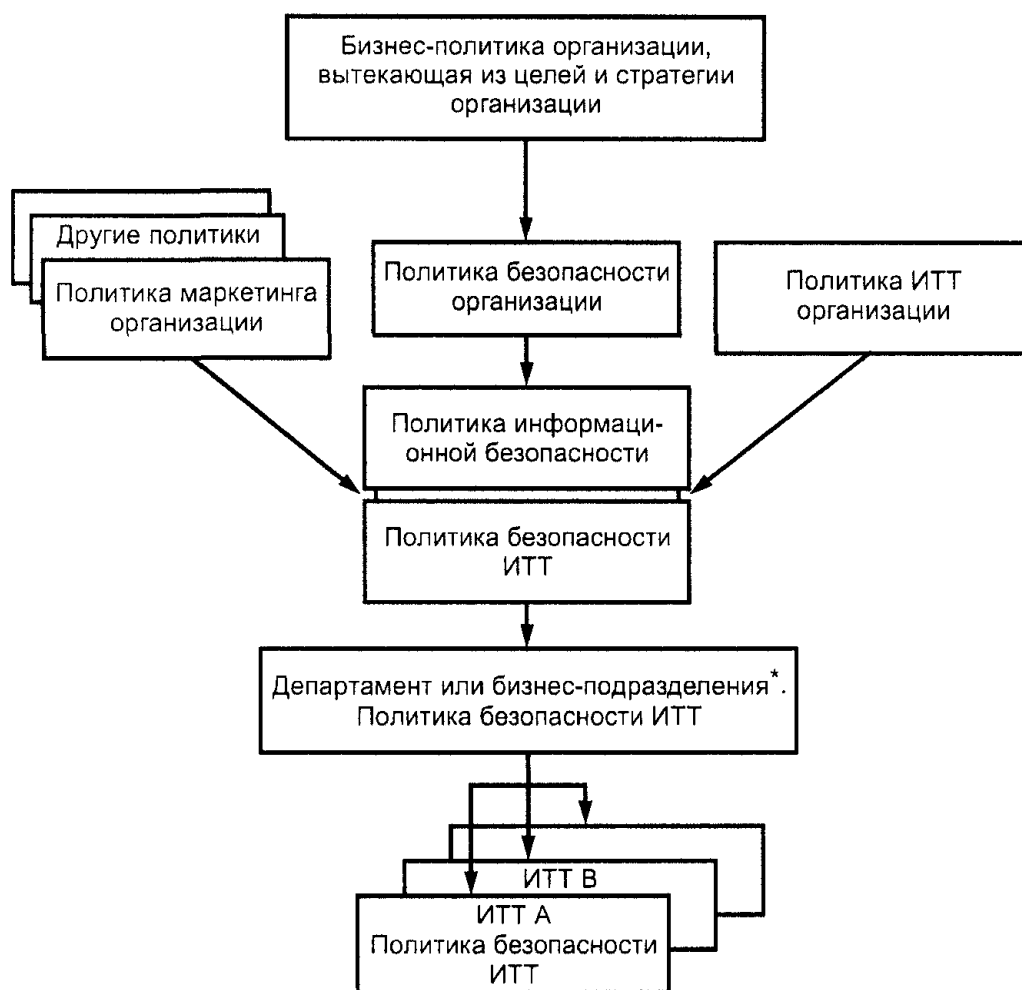 Бизнес-политика организации,
вытекающая из целей и стратегии
организации
Другие политики
Политика маркетинга
организации
Политика безопасности
организации
Политика ИТТ
организации
Политика информаци-
онной безопасности
Политика безопасности
ИТТ
Департамент или бизнес-подразделения*.
Политика безопасности ИТТ
ИТТ В
ИТТ А
Политика безопасности
ИТТ